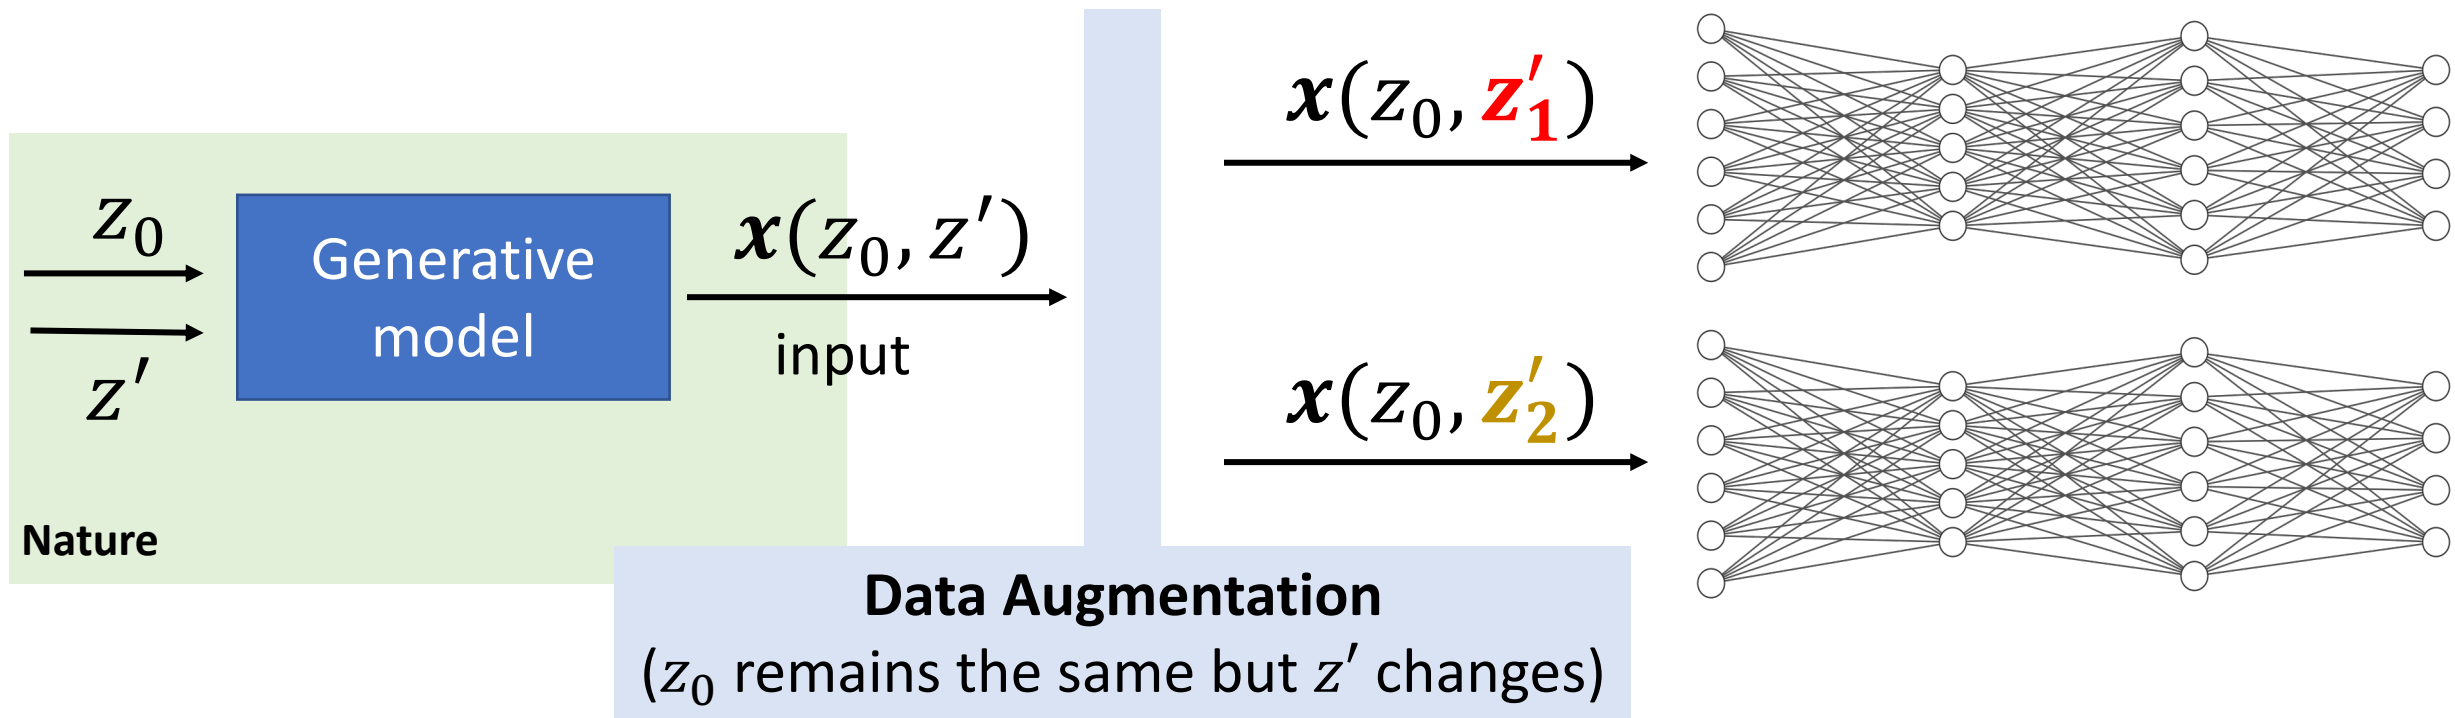 z₀
z′
Generative
model
x(z₀, z′)
input
Nature
x(z₀, z′₁)
x(z₀, z′₂)
Data Augmentation
(z₀ remains the same but z′ changes)